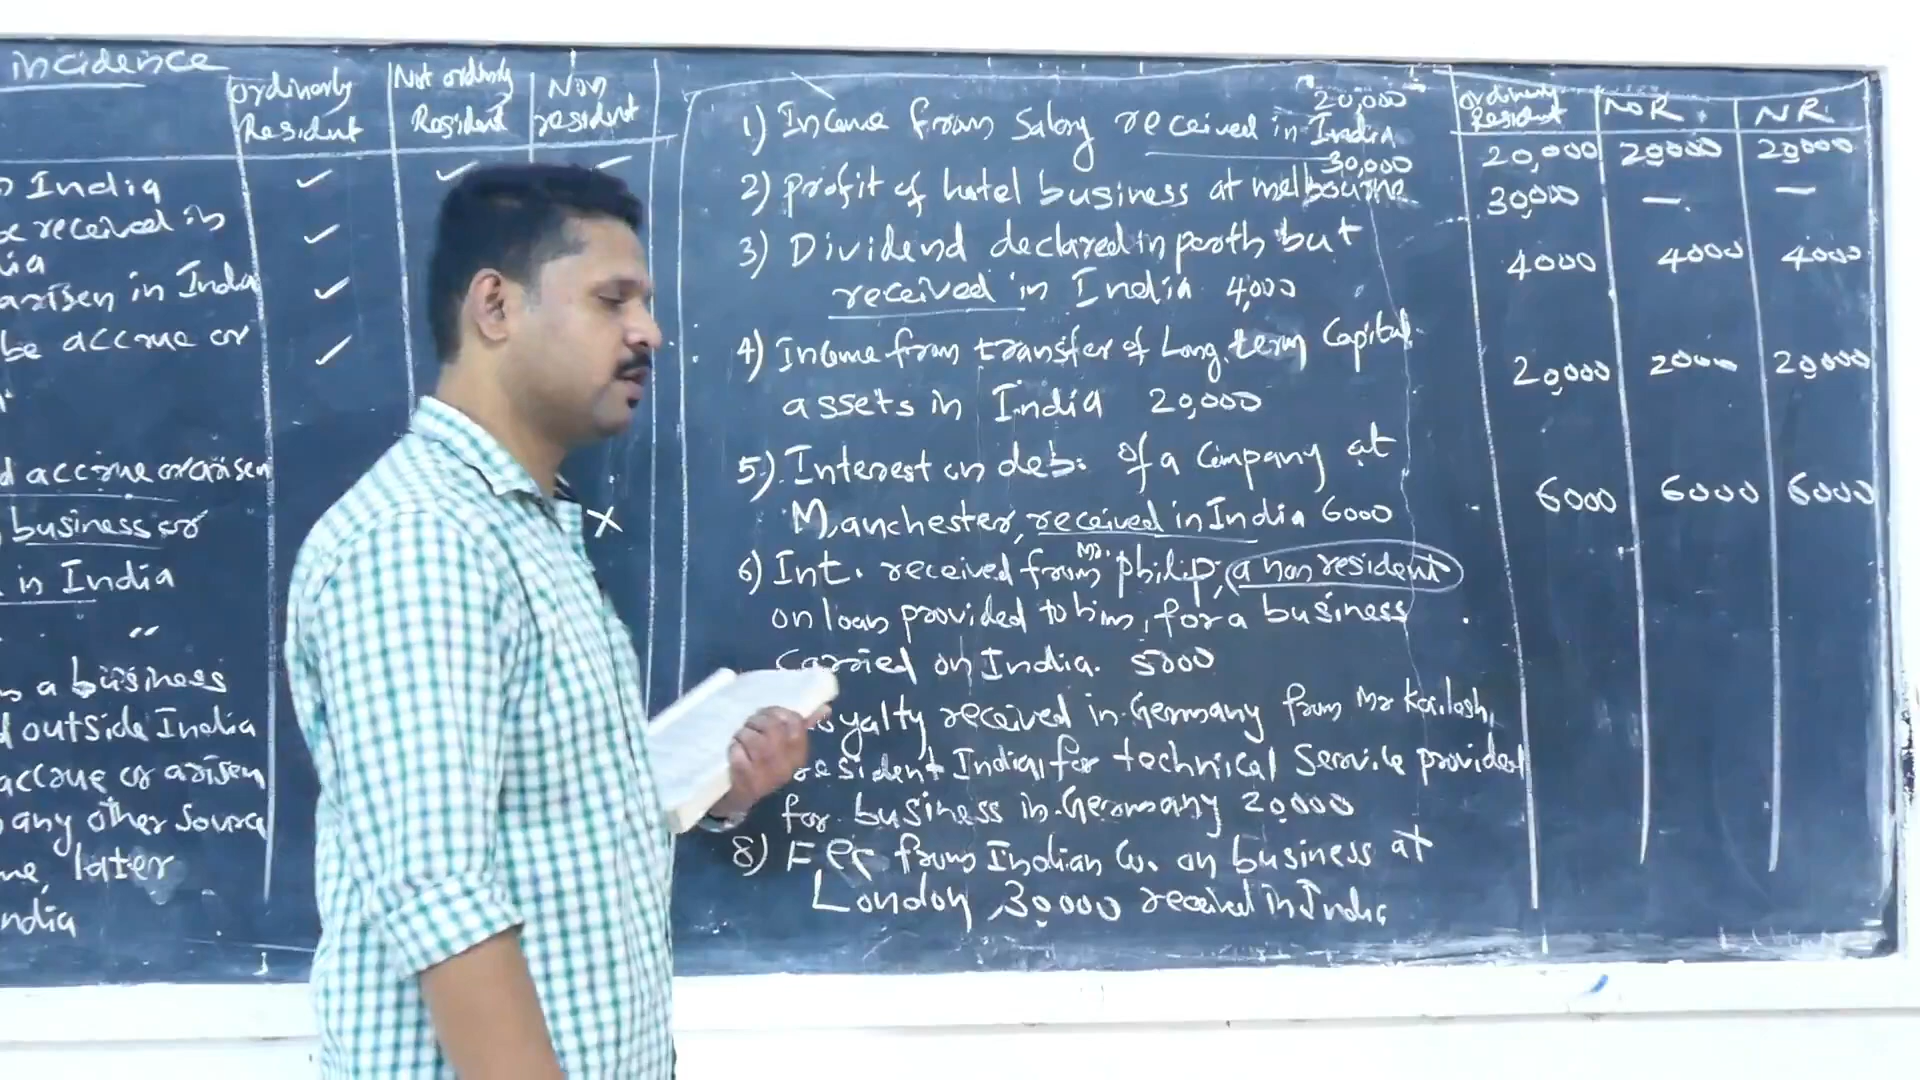 incidence
ordinarly
Resident
Not ordinaly
Resident
Non
resident
India
received in
arisen in India
be accrue or
accrue or arisen
business or
in India
"
a business
outside India
accrue or arisen
any other source
later
ndia
1) Income from Salary received in India 20,000
2) Profit of hotel business at melbourne 30,000
3) Dividend declared in perth but
received in India 4,000
4) Income from transfer of Long term Capital
assets in India 20,000
5) Interest on deb: of a Company at
Manchester, received in India 6000
6) Int. received from Mr. Philip, a non resident
on loan provided to him, for a business
carried on India. 5000
oyalty received in Germany from Mr Kailash,
resident India, for technical Service provided
for business in Germany 20,000
8) from Indian Co. on business at
London, 30,000 received in India
ordinary
Resident
NOR
NR
20,000 20000 20000
30,000 — —
4000 4000 4000
20,000 20,000
6000 6000 6000